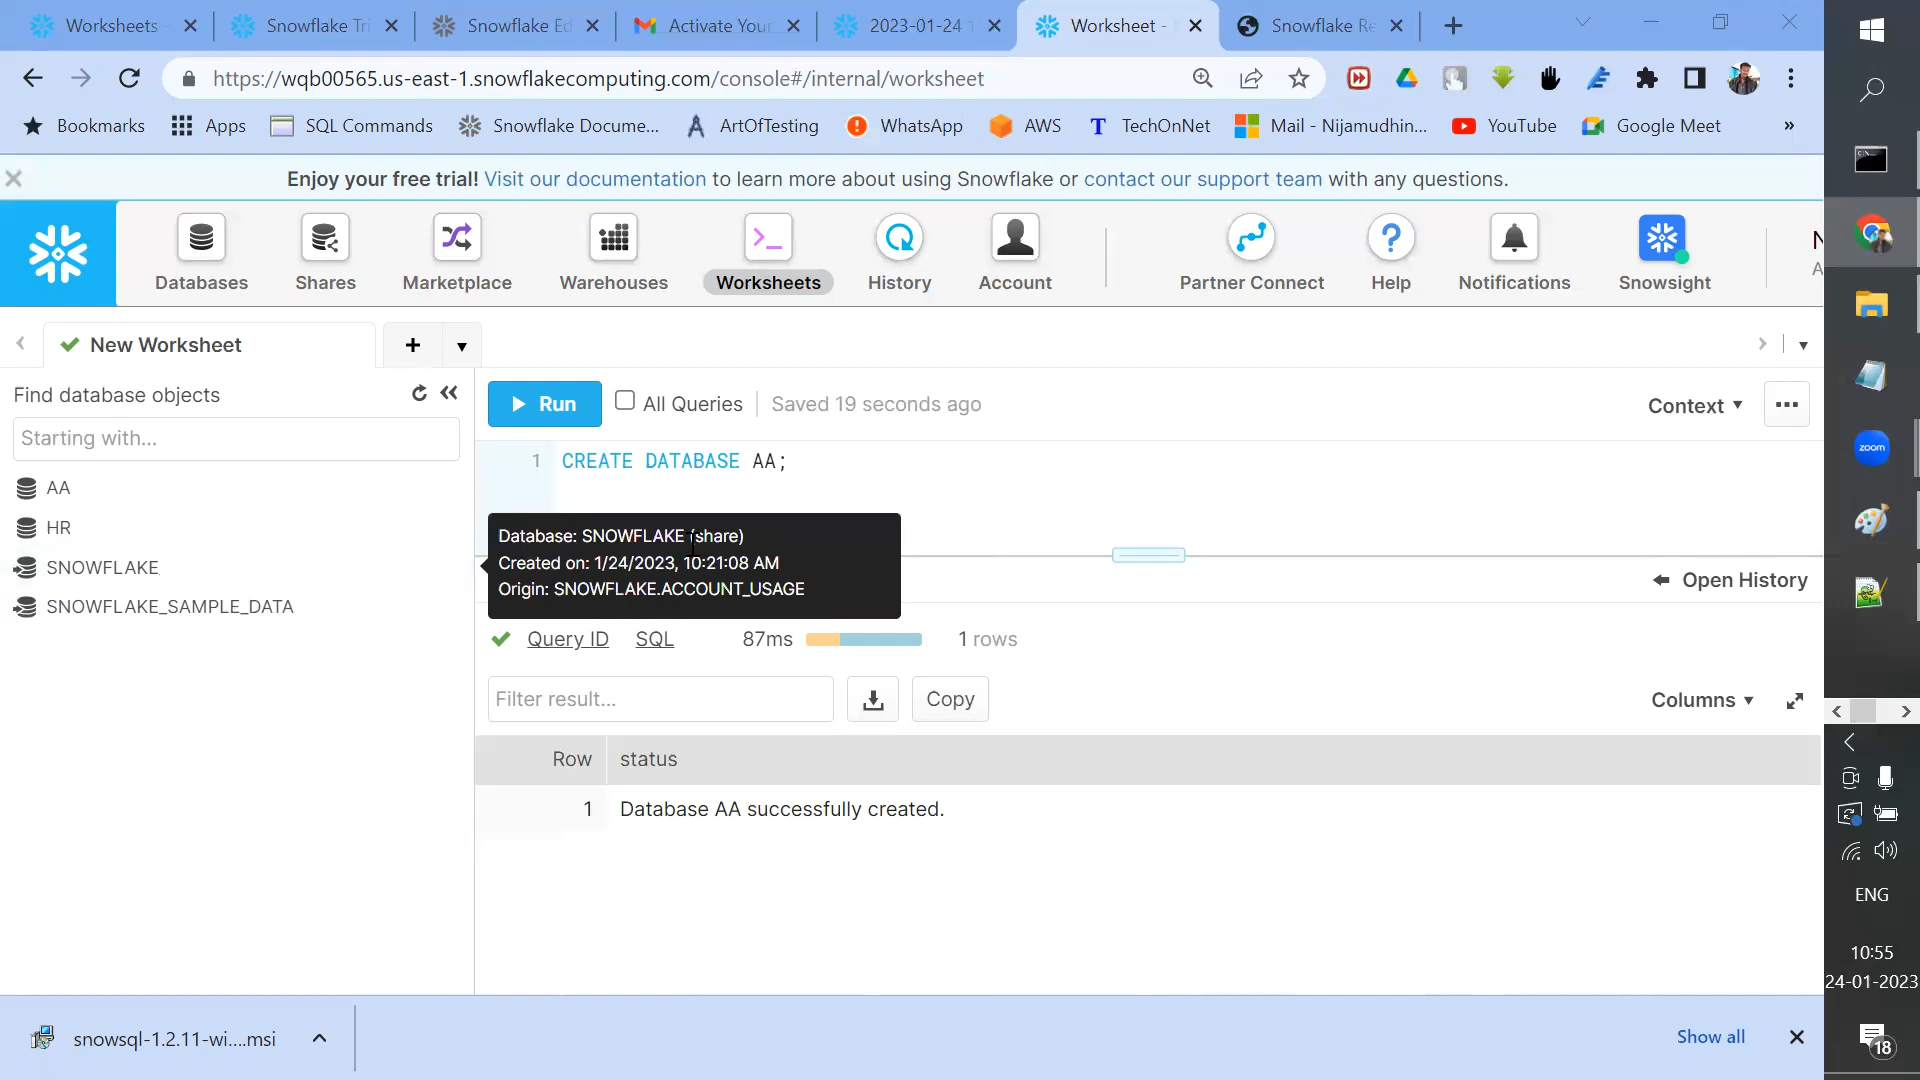 Worksheets -
Snowflake Tri
Snowflake Ed
Activate Your
2023-01-24 1
Worksheet -
Snowflake Re
https://wqb00565.us-east-1.snowflakecomputing.com/console#/internal/worksheet
Bookmarks
Apps
SQL Commands
Snowflake Docume...
ArtOfTesting
WhatsApp
AWS
TechOnNet
Mail - Nijamudhin...
YouTube
Google Meet
»
Enjoy your free trial! Visit our documentation to learn more about using Snowflake or contact our support team with any questions.
Databases
Shares
Marketplace
Warehouses
Worksheets
History
Account
Partner Connect
Help
Notifications
Snowsight
New Worksheet
Find database objects
Starting with...
AA
HR
SNOWFLAKE
SNOWFLAKE_SAMPLE_DATA
Run
All Queries
Saved 19 seconds ago
Context
1 CREATE DATABASE AA;
Database: SNOWFLAKE (share)
Created on: 1/24/2023, 10:21:08 AM
Origin: SNOWFLAKE.ACCOUNT_USAGE
Open History
Query ID
SQL
87ms
1 rows
Filter result...
Copy
Columns
Row status
1 Database AA successfully created.
snowsql-1.2.11-wi....msi
Show all
zoom
ENG
10:55
24-01-2023
18